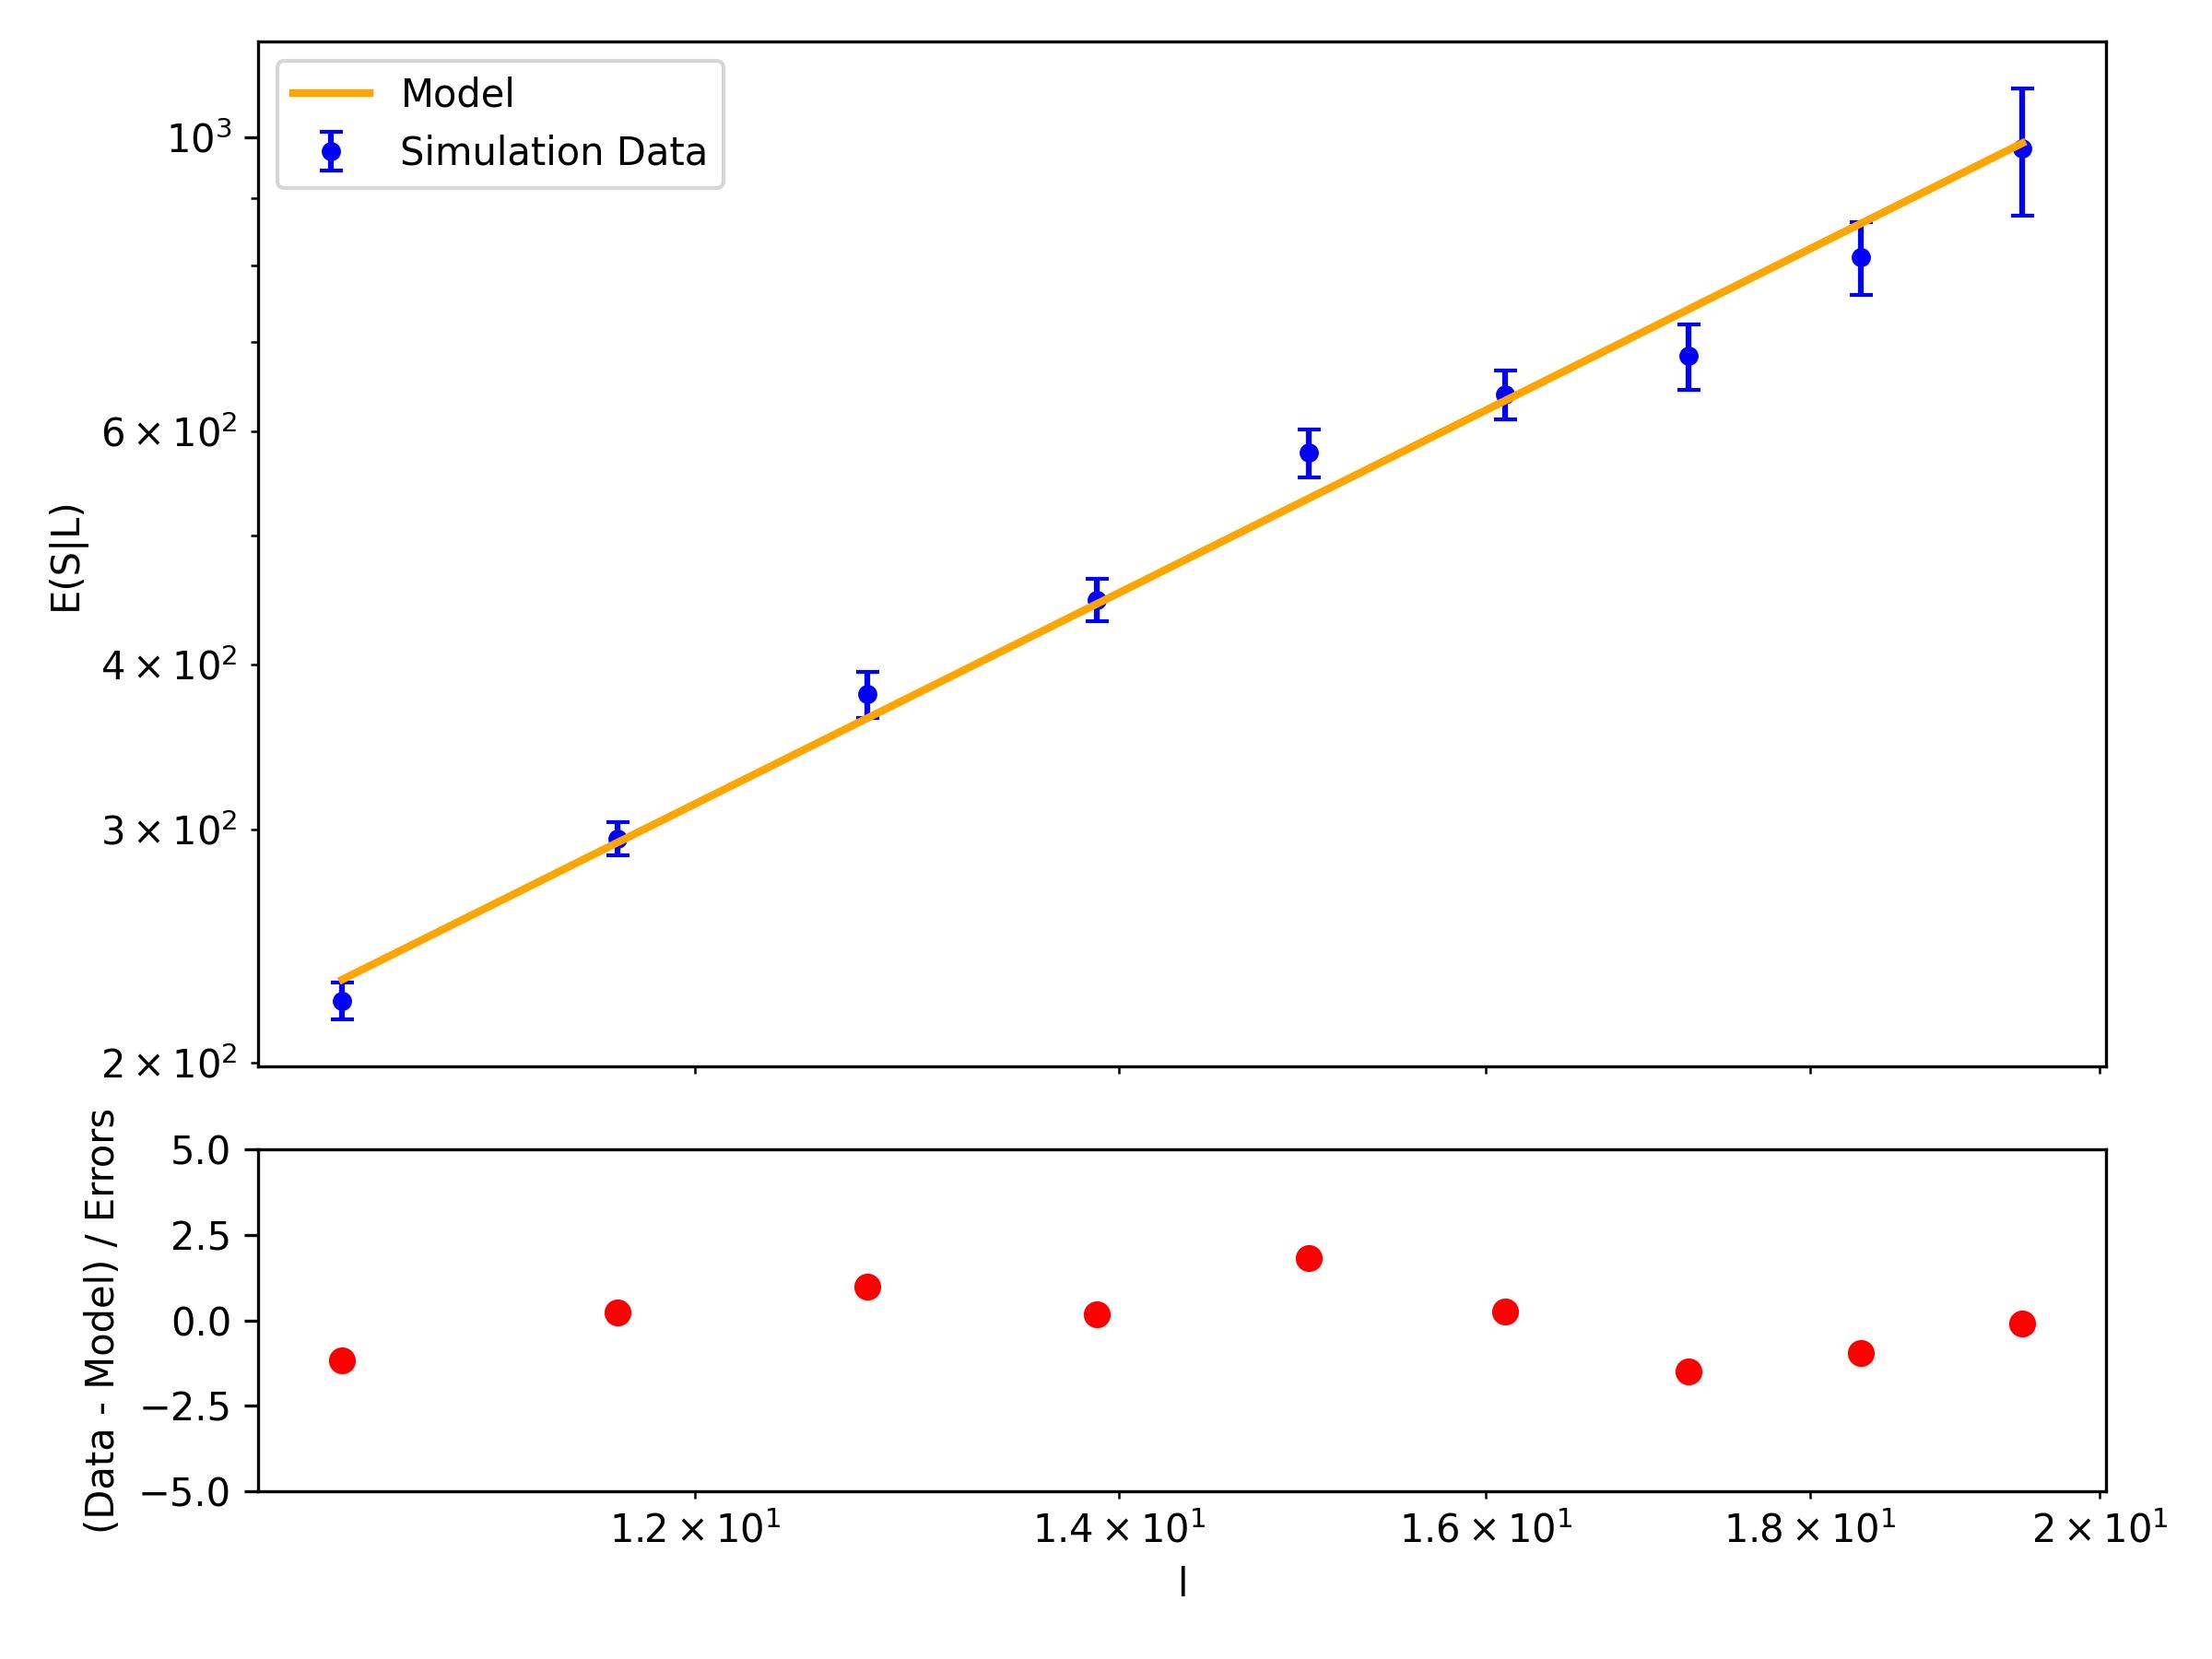 Model
Simulation Data
10³
6 × 10²
4 × 10²
3 × 10²
2 × 10²
E(S|L)
5.0
2.5
0.0
−2.5
−5.0
(Data - Model) / Errors
1.2 × 10¹
1.4 × 10¹
1.6 × 10¹
1.8 × 10¹
2 × 10¹
l